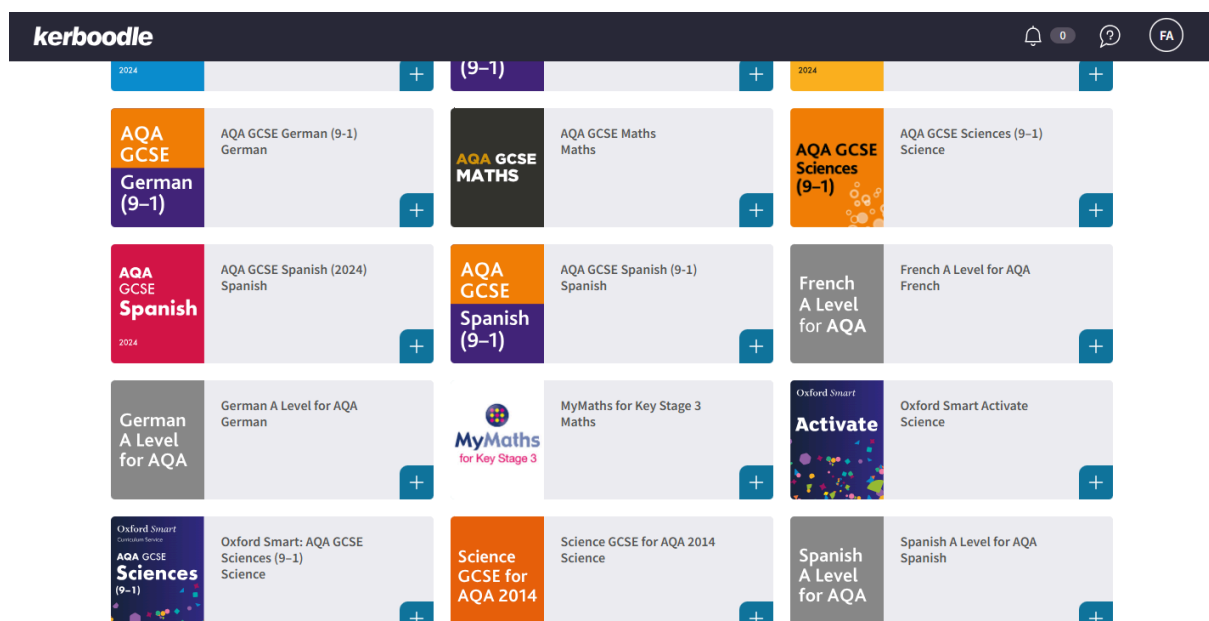 kerboodle
0
FA
2024
(9–1)
2024
AQA
GCSE
German
(9–1)
AQA GCSE German (9-1)
German
AQA GCSE
MATHS
AQA GCSE Maths
Maths
AQA GCSE
Sciences
(9–1)
AQA GCSE Sciences (9–1)
Science
AQA
GCSE
Spanish
2024
AQA GCSE Spanish (2024)
Spanish
AQA
GCSE
Spanish
(9–1)
AQA GCSE Spanish (9-1)
Spanish
French
A Level
for AQA
French A Level for AQA
French
German
A Level
for AQA
German A Level for AQA
German
MyMaths
for Key Stage 3
MyMaths for Key Stage 3
Maths
Oxford Smart
Activate
Oxford Smart Activate
Science
Oxford Smart
Curriculum Service
AQA GCSE
Sciences
(9–1)
Oxford Smart: AQA GCSE
Sciences (9–1)
Science
Science
GCSE for
AQA 2014
Science GCSE for AQA 2014
Science
Spanish
A Level
for AQA
Spanish A Level for AQA
Spanish